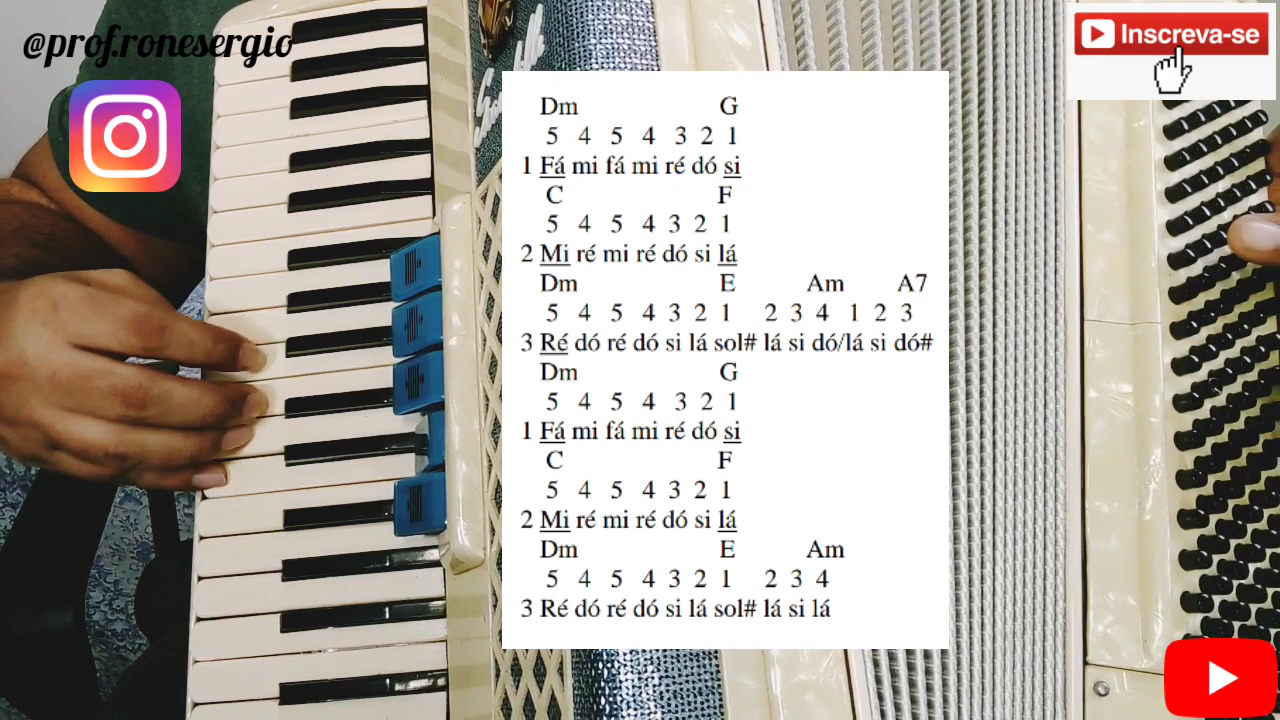 @prof.ronesergio
Inscreva-se
Dm G
5 4 5 4 3 2 1
1 Fá mi fá mi ré dó si
C F
5 4 5 4 3 2 1
2 Mi ré mi ré dó si lá
Dm E Am A7
5 4 5 4 3 2 1 2 3 4 1 2 3
3 Ré dó ré dó si lá sol# lá si dó/lá si dó#
Dm G
5 4 5 4 3 2 1
1 Fá mi fá mi ré dó si
C F
5 4 5 4 3 2 1
2 Mi ré mi ré dó si lá
Dm E Am
5 4 5 4 3 2 1 2 3 4
3 Ré dó ré dó si lá sol# lá si lá